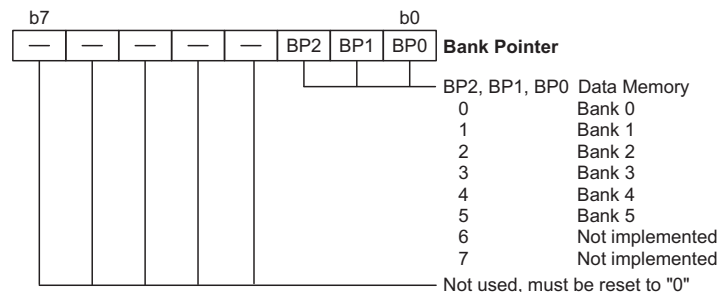 b7 b0
— — — — — BP2 BP1 BP0 Bank Pointer
BP2, BP1, BP0 Data Memory
0 Bank 0
1 Bank 1
2 Bank 2
3 Bank 3
4 Bank 4
5 Bank 5
6 Not implemented
7 Not implemented
Not used, must be reset to "0"